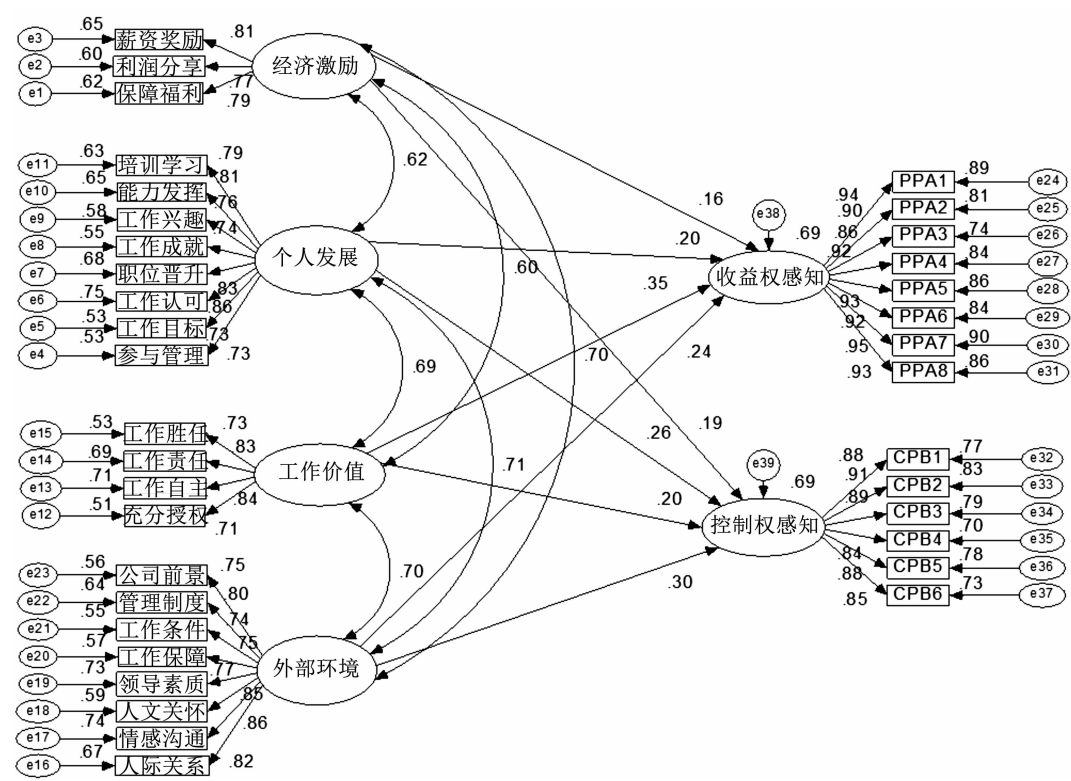 e3 .65 薪资奖励 .81
e2 .60 利润分享 .77
e1 .62 保障福利 .79
经济激励
e11 .63 培训学习 .79
e10 .65 能力发挥 .81
e9 .58 工作兴趣 .76
e8 .55 工作成就 .74
e7 .68 职位晋升 .83
e6 .75 工作认可 .86
e5 .53 工作目标 .73
e4 .53 参与管理 .73
个人发展
e15 .53 工作胜任 .73
e14 .69 工作责任 .83
e13 .71 工作自主 .84
e12 .51 充分授权 .71
工作价值
e23 .56 公司前景 .75
e22 .64 管理制度 .80
e21 .55 工作条件 .74
e20 .57 工作保障 .75
e19 .73 领导素质 .77
e18 .59 人文关怀 .85
e17 .74 情感沟通 .86
e16 .67 人际关系 .82
外部环境
.62
.69
.70
.60
.70
.71
.16
.20
.35
.24
.19
.26
.20
.30
e38
.69
收益权感知
.94 PPA1 .89 e24
.90 PPA2 .81 e25
.86 PPA3 .74 e26
.92 PPA4 .84 e27
.93 PPA5 .86 e28
.92 PPA6 .84 e29
.95 PPA7 .90 e30
.93 PPA8 .86 e31
e39
.69
控制权感知
.88 CPB1 .77 e32
.91 CPB2 .83 e33
.89 CPB3 .79 e34
.84 CPB4 .70 e35
.88 CPB5 .78 e36
.85 CPB6 .73 e37